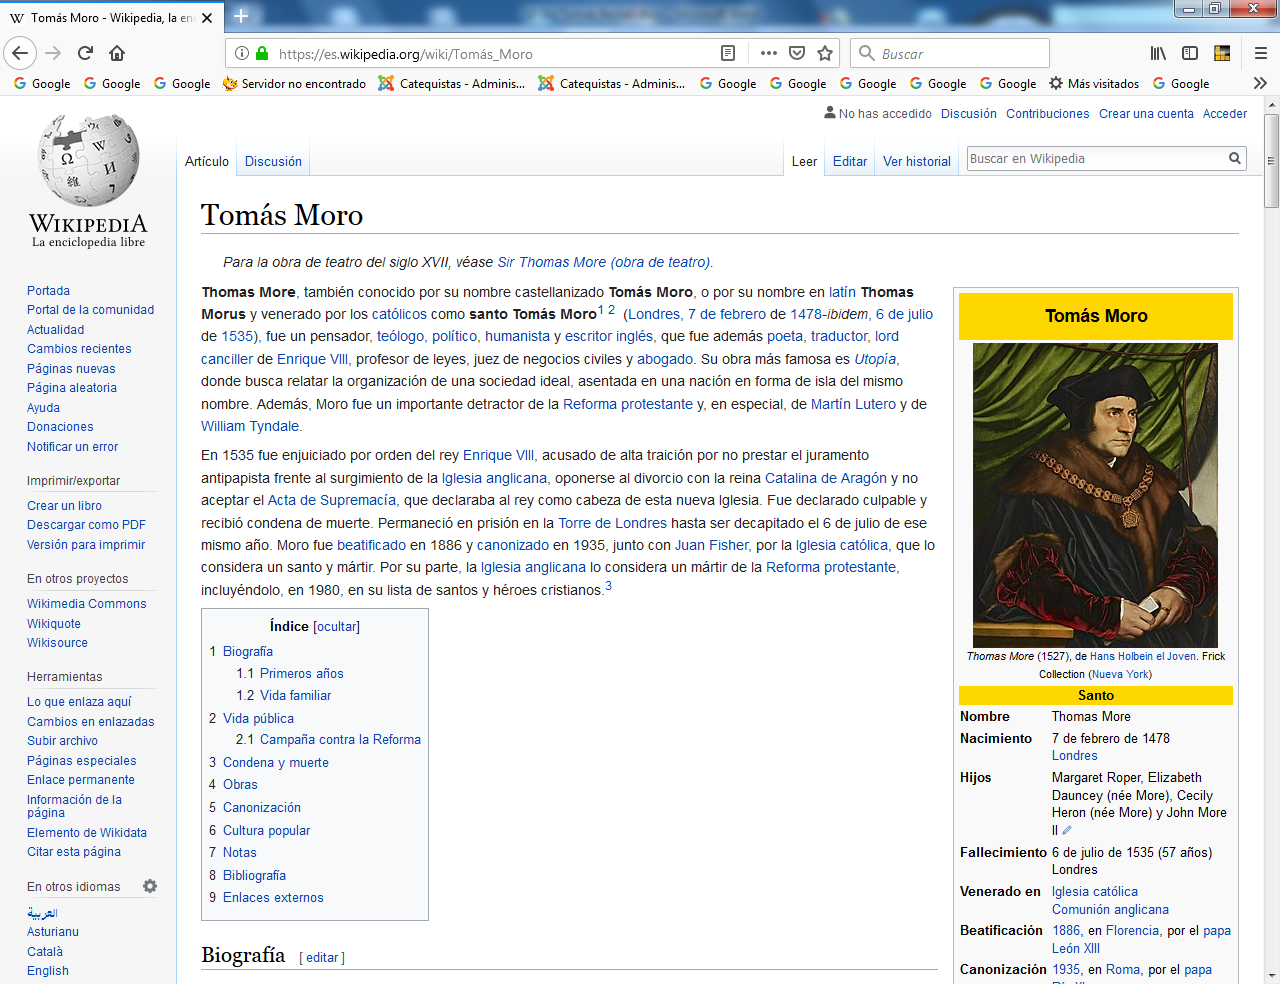 Tomás Moro - Wikipedia, la en
https://es.wikipedia.org/wiki/Tomás_Moro
Buscar
Google
Google
Google
Servidor no encontrado
Catequistas - Adminis...
Catequistas - Adminis...
Google
Google
Google
Google
Google
Más visitados
Google
No has accedido Discusión Contribuciones Crear una cuenta Acceder
Artículo Discusión
Leer Editar Ver historial
Buscar en Wikipedia
WIKIPEDIA
La enciclopedia libre
Portada
Portal de la comunidad
Actualidad
Cambios recientes
Páginas nuevas
Página aleatoria
Ayuda
Donaciones
Notificar un error
Imprimir/exportar
Crear un libro
Descargar como PDF
Versión para imprimir
En otros proyectos
Wikimedia Commons
Wikiquote
Wikisource
Herramientas
Lo que enlaza aquí
Cambios en enlazadas
Subir archivo
Páginas especiales
Enlace permanente
Información de la
página
Elemento de Wikidata
Citar esta página
En otros idiomas
العربية
Asturianu
Català
English
Tomás Moro
Para la obra de teatro del siglo XVII, véase Sir Thomas More (obra de teatro).
Thomas More, también conocido por su nombre castellanizado Tomás Moro, o por su nombre en latín Thomas
Morus y venerado por los católicos como santo Tomás Moro1 2 (Londres, 7 de febrero de 1478-ibidem, 6 de julio
de 1535), fue un pensador, teólogo, político, humanista y escritor inglés, que fue además poeta, traductor, lord
canciller de Enrique VIII, profesor de leyes, juez de negocios civiles y abogado. Su obra más famosa es Utopía,
donde busca relatar la organización de una sociedad ideal, asentada en una nación en forma de isla del mismo
nombre. Además, Moro fue un importante detractor de la Reforma protestante y, en especial, de Martín Lutero y de
William Tyndale.
En 1535 fue enjuiciado por orden del rey Enrique VIII, acusado de alta traición por no prestar el juramento
antipapista frente al surgimiento de la Iglesia anglicana, oponerse al divorcio con la reina Catalina de Aragón y no
aceptar el Acta de Supremacía, que declaraba al rey como cabeza de esta nueva Iglesia. Fue declarado culpable y
recibió condena de muerte. Permaneció en prisión en la Torre de Londres hasta ser decapitado el 6 de julio de ese
mismo año. Moro fue beatificado en 1886 y canonizado en 1935, junto con Juan Fisher, por la Iglesia católica, que lo
considera un santo y mártir. Por su parte, la Iglesia anglicana lo considera un mártir de la Reforma protestante,
incluyéndolo, en 1980, en su lista de santos y héroes cristianos.3
Índice [ocultar]
1 Biografía
1.1 Primeros años
1.2 Vida familiar
2 Vida pública
2.1 Campaña contra la Reforma
3 Condena y muerte
4 Obras
5 Canonización
6 Cultura popular
7 Notas
8 Bibliografía
9 Enlaces externos
Biografía [ editar ]
Tomás Moro
Thomas More (1527), de Hans Holbein el Joven. Frick
Collection (Nueva York)
Santo
Nombre Thomas More
Nacimiento 7 de febrero de 1478
Londres
Hijos Margaret Roper, Elizabeth
Dauncey (née More), Cecily
Heron (née More) y John More
II
Fallecimiento 6 de julio de 1535 (57 años)
Londres
Venerado en Iglesia católica
Comunión anglicana
Beatificación 1886, en Florencia, por el papa
León XIII
Canonización 1935, en Roma, por el papa